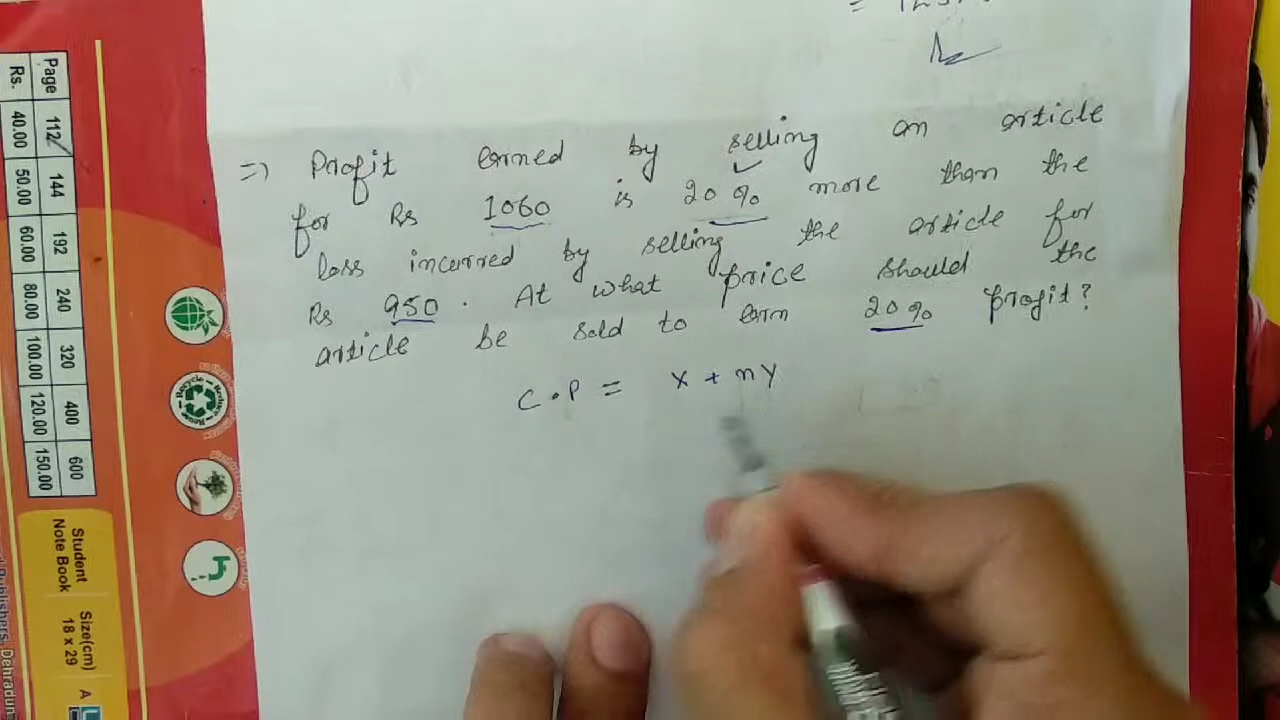 ⇒ Profit erned by selling an article
for Rs 1060 is 20% more than the
loss incurred by selling the article for
Rs 950. At what price should the
article be sold to ern 20% profit?
C.P = x + ny
Page 112 144 192 240 320 400 600
Rs. 40.00 50.00 60.00 80.00 100.00 120.00 150.00
Student
Note Book
Size(cm)
18 x 29
A